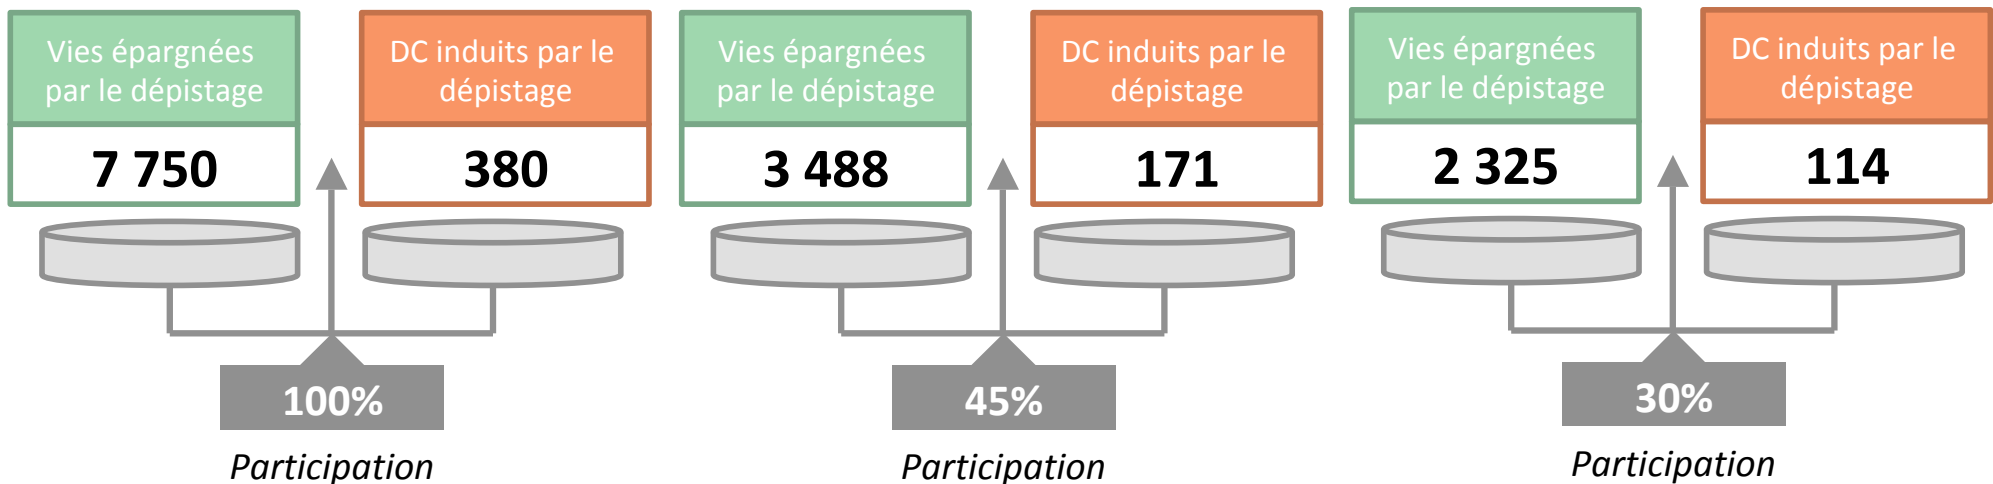 Vies épargnées
par le dépistage
7 750
DC induits par le
dépistage
380
100%
Participation
Vies épargnées
par le dépistage
3 488
DC induits par le
dépistage
171
45%
Participation
Vies épargnées
par le dépistage
2 325
DC induits par le
dépistage
114
30%
Participation